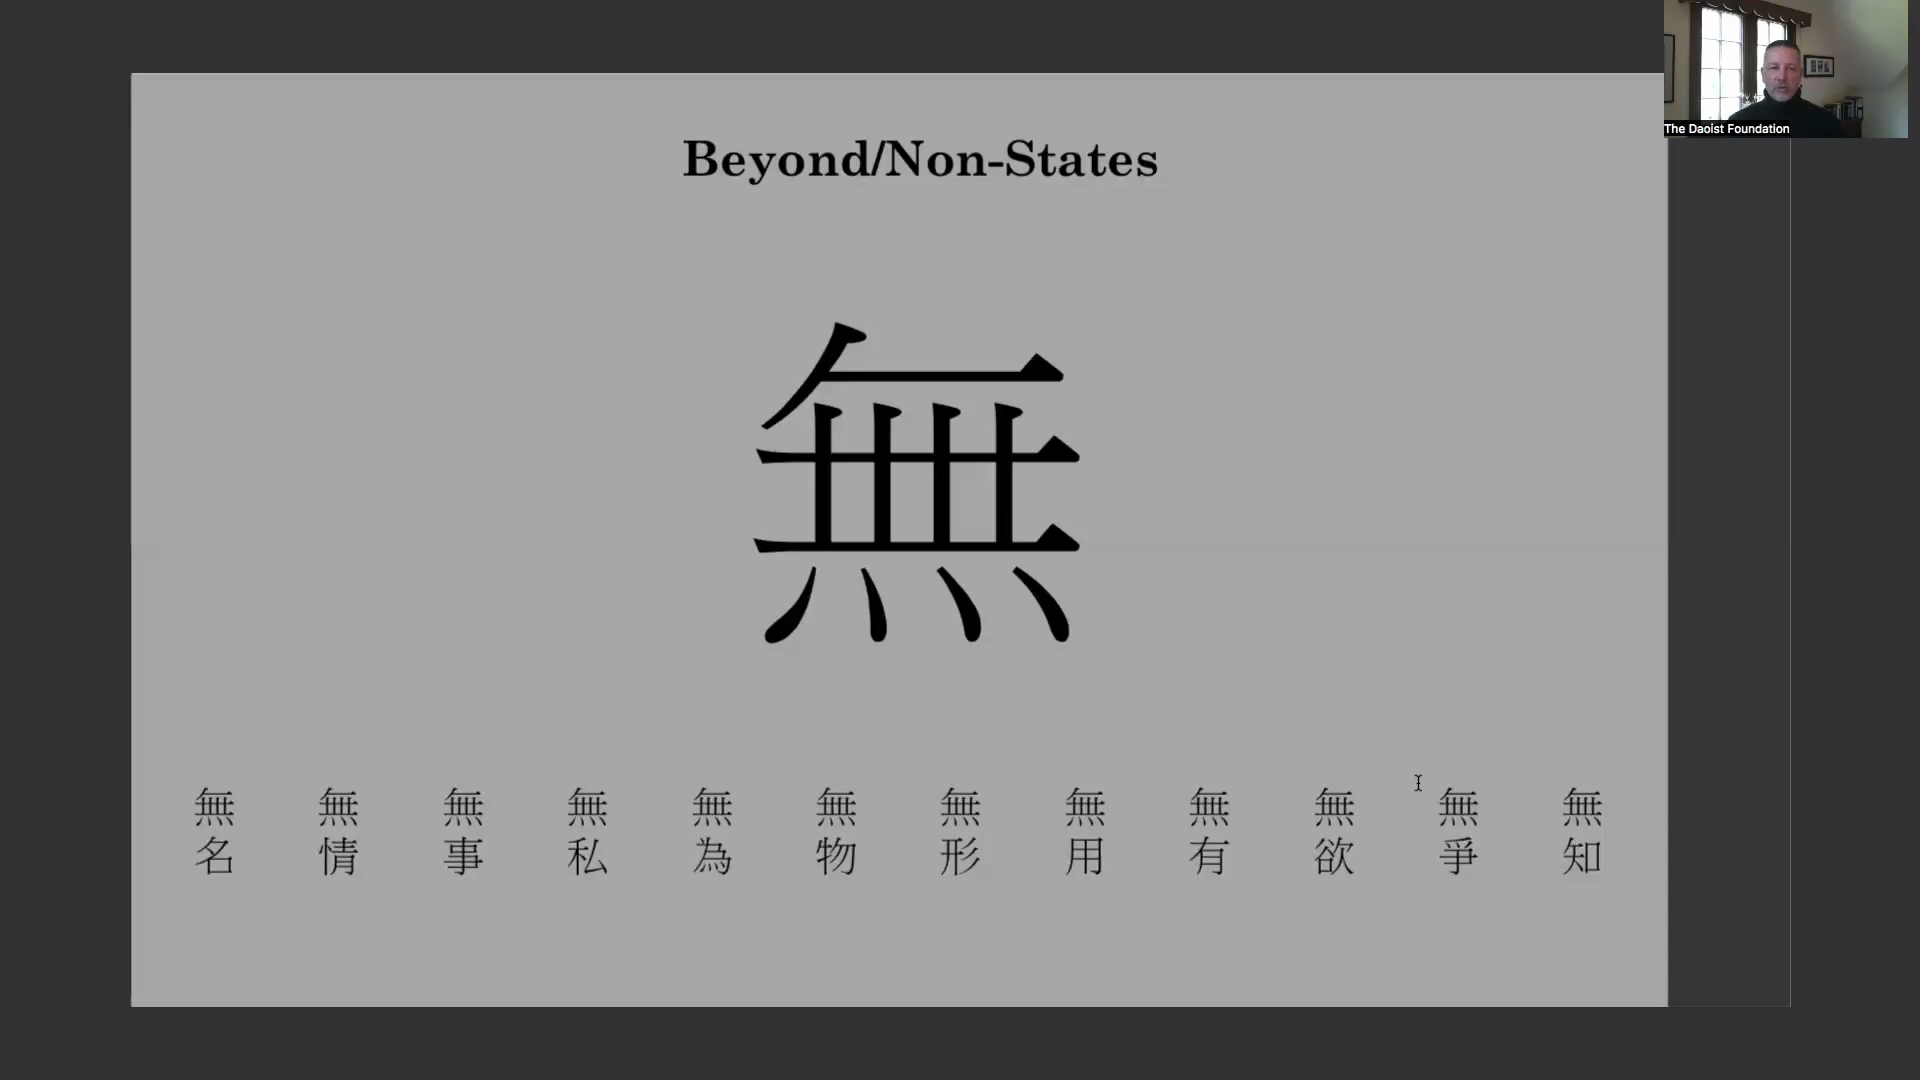 The Daoist Foundation
Beyond/Non-States
無
無名
無情
無事
無私
無為
無物
無形
無用
無有
無欲
無爭
無知